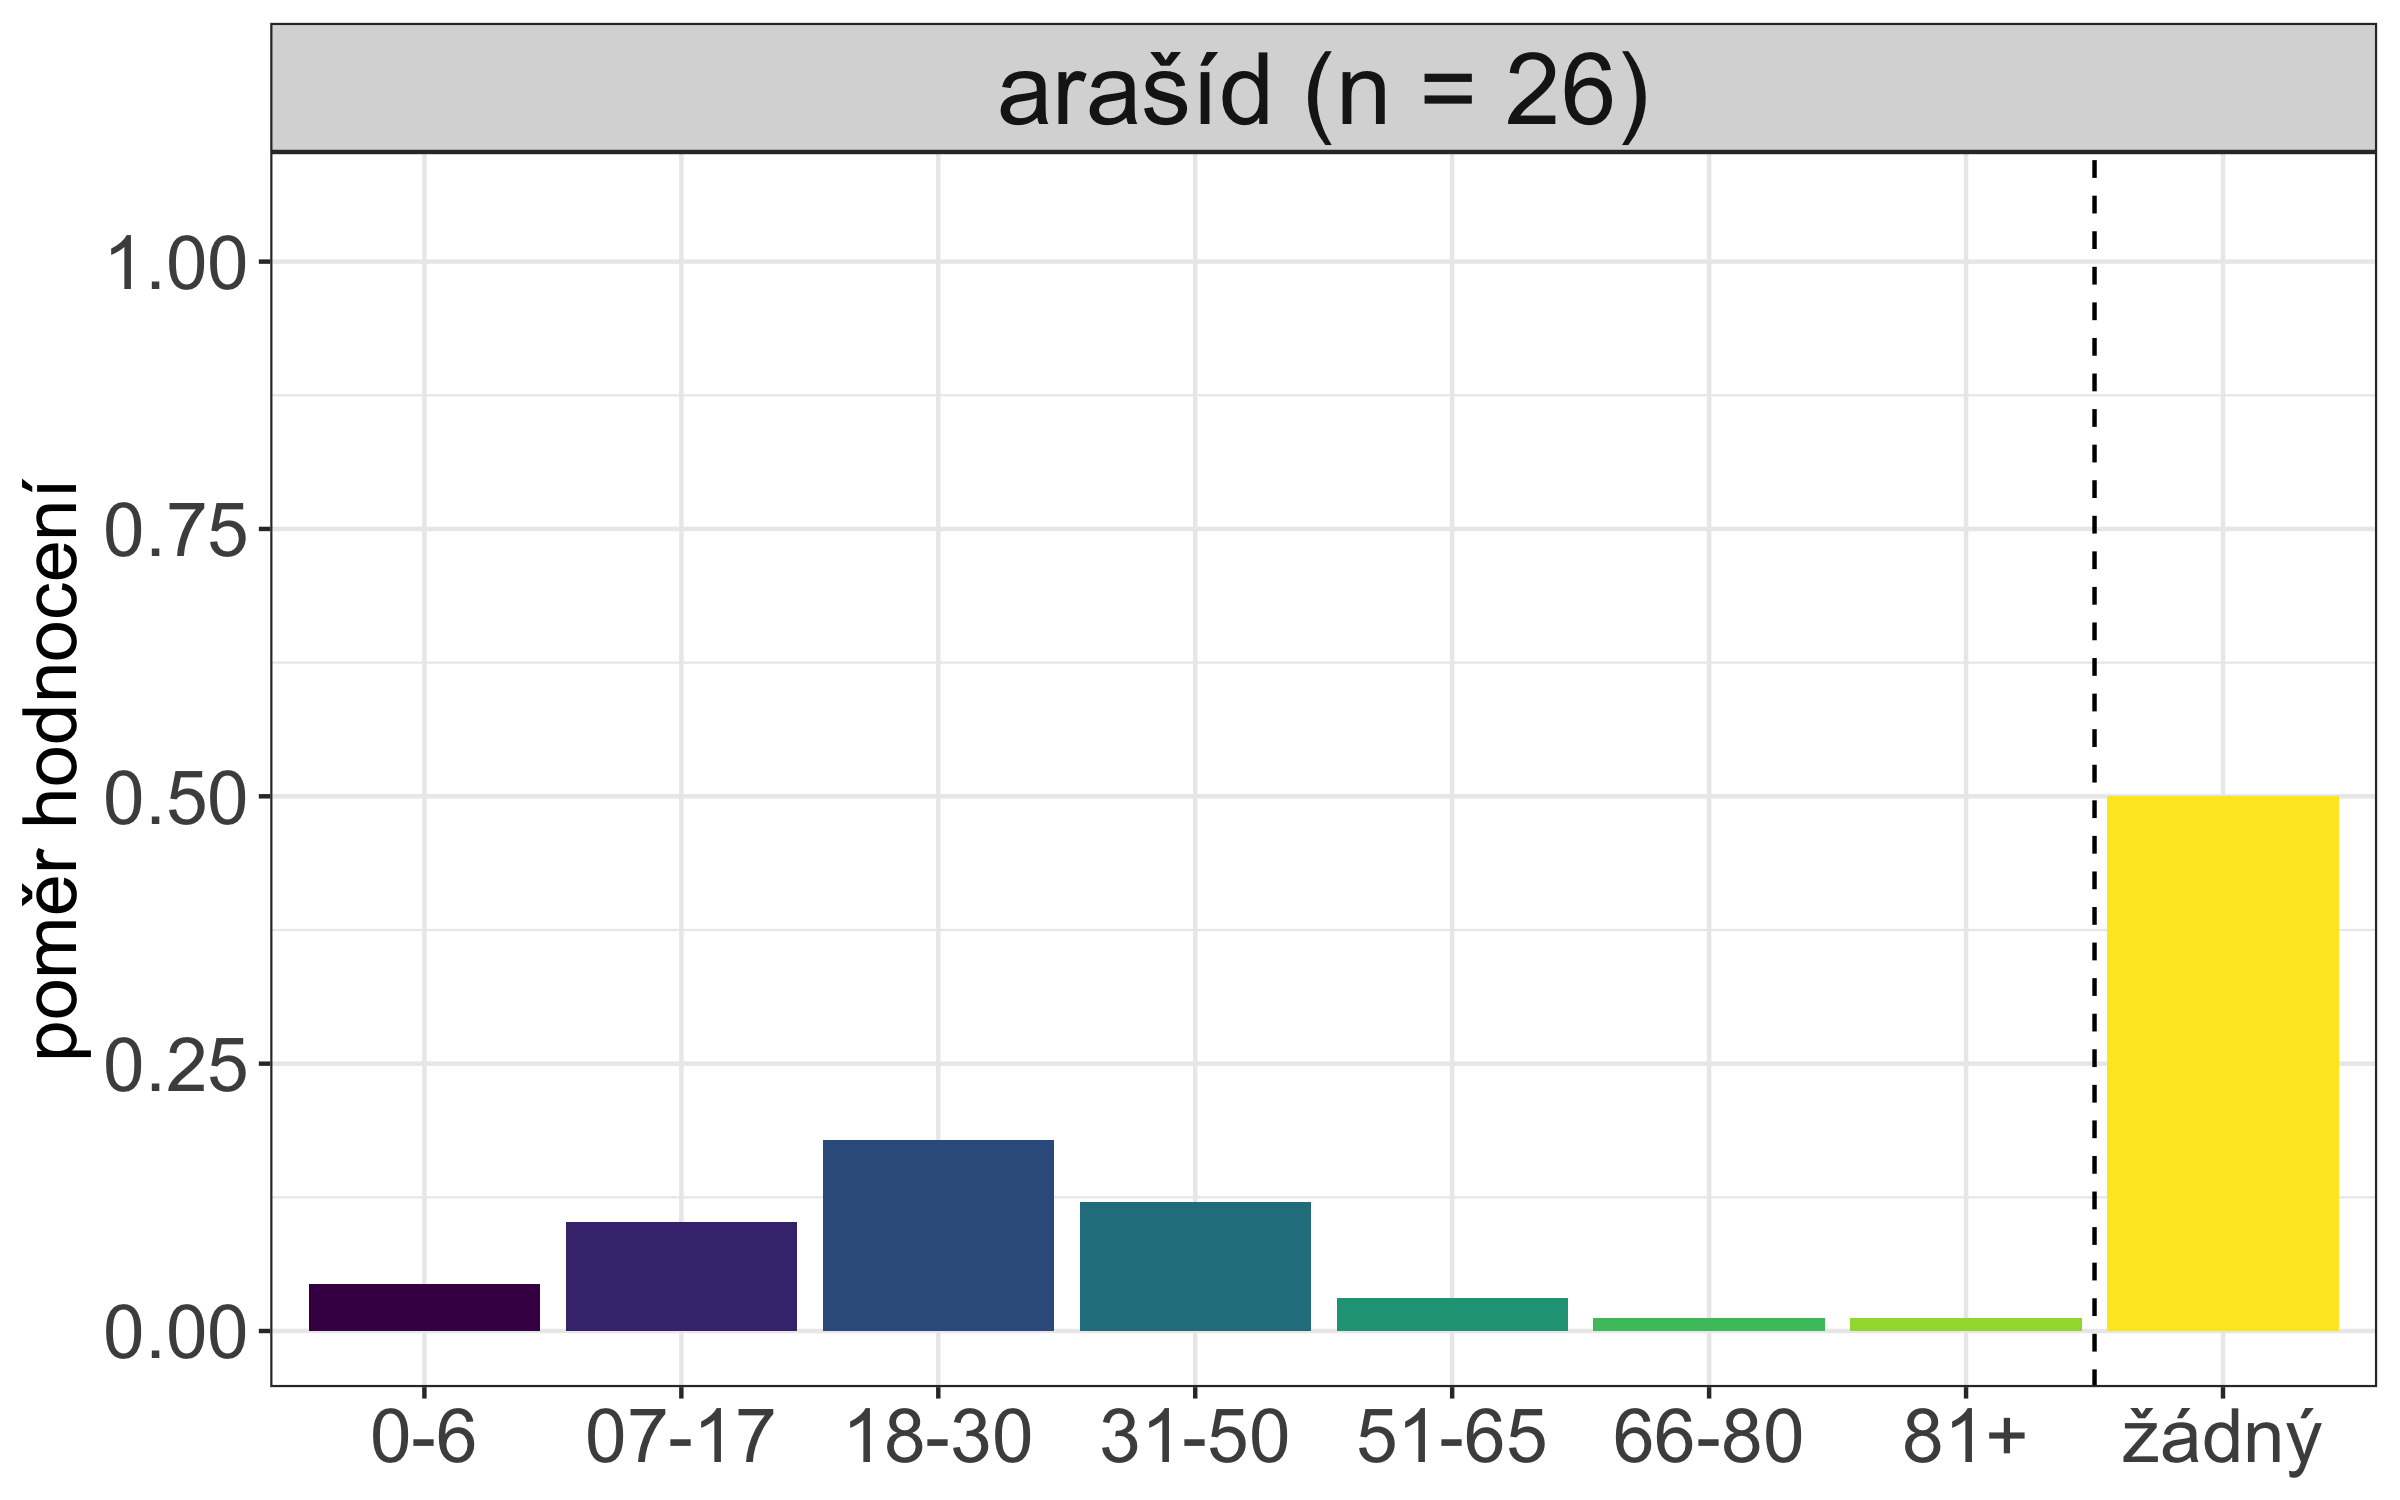 arašíd (n = 26)
poměr hodnocení
1.00
0.75
0.50
0.25
0.00
0-6 07-17 18-30 31-50 51-65 66-80 81+ žádný